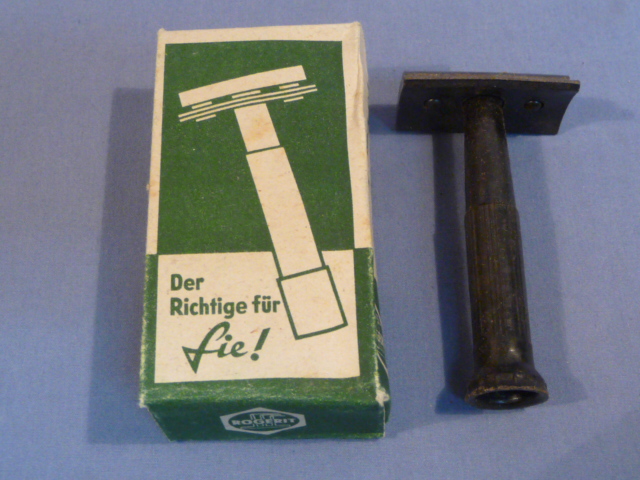 Der
Richtige für
Sie!
ROGERIT